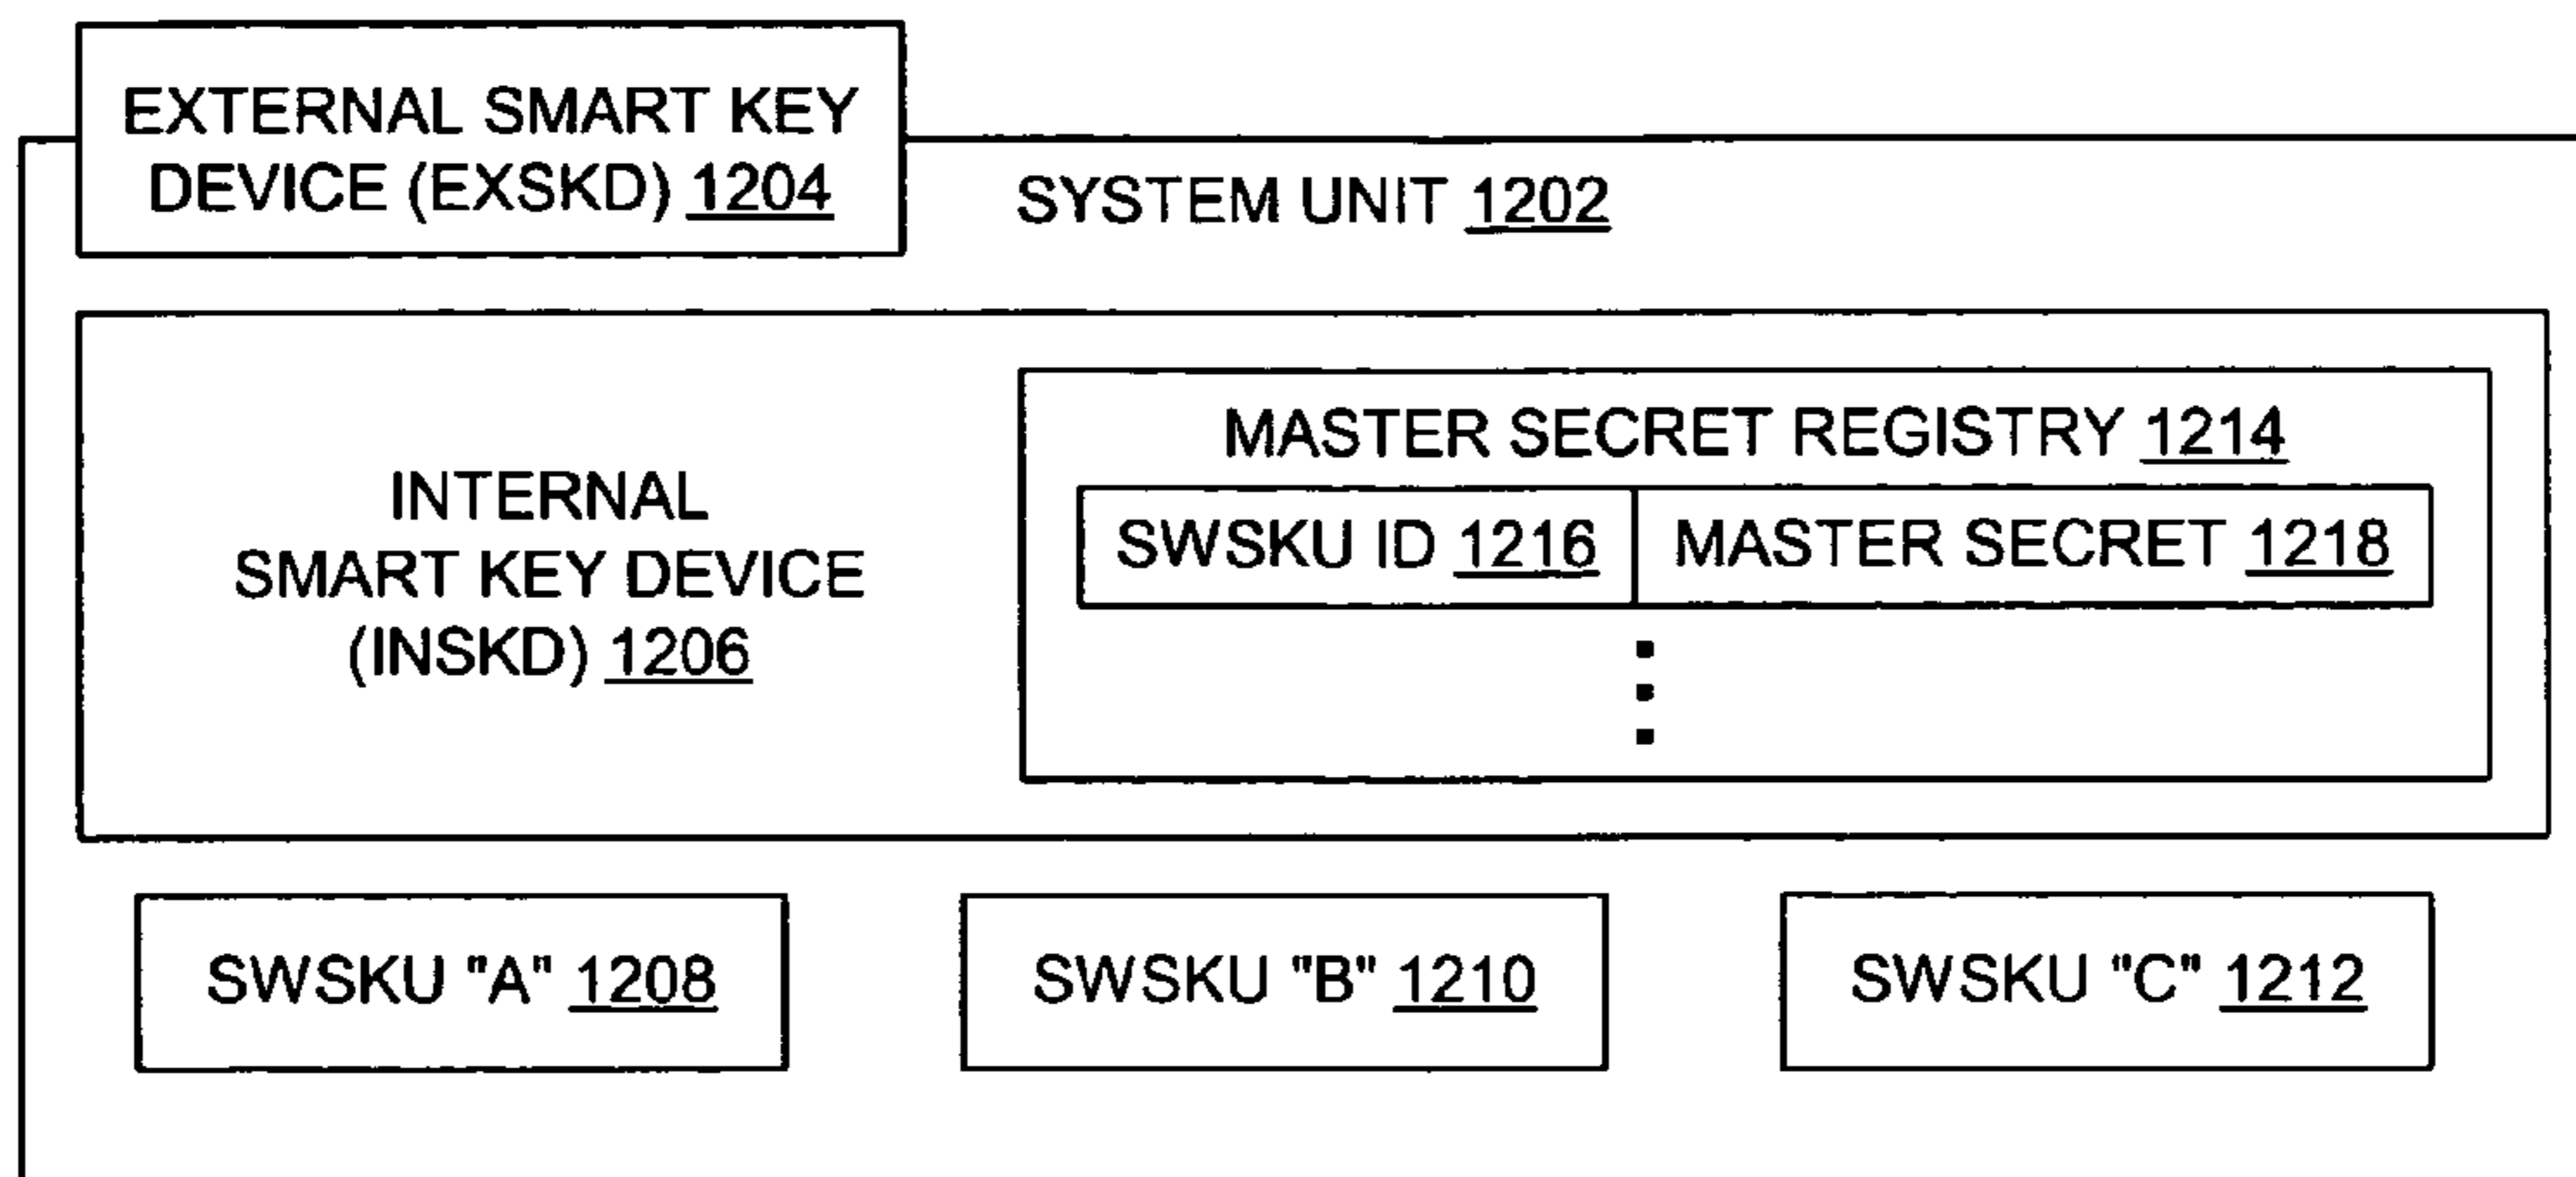 EXTERNAL SMART KEY
DEVICE (EXSKD) 1204
SYSTEM UNIT 1202
INTERNAL
SMART KEY DEVICE
(INSKD) 1206
MASTER SECRET REGISTRY 1214
SWSKU ID 1216
MASTER SECRET 1218
SWSKU "A" 1208
SWSKU "B" 1210
SWSKU "C" 1212